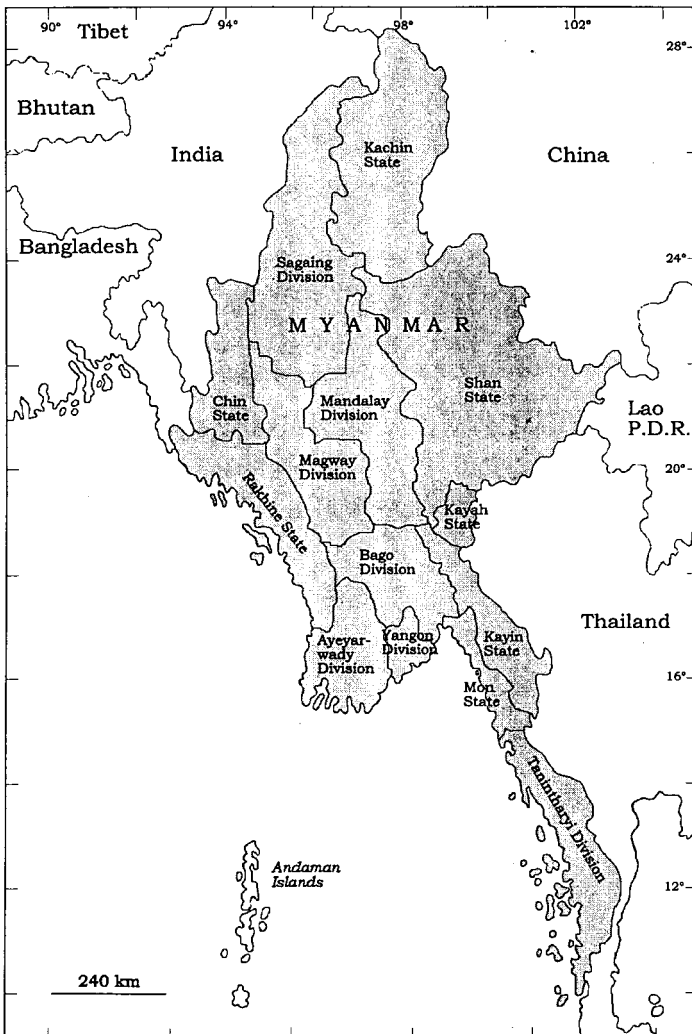 90° 94° 98° 102°
Tibet
28°
Bhutan
India
Kachin
State
China
Bangladesh
24°
Sagaing
Division
MYANMAR
Chin
State
Mandalay
Division
Shan
State
Lao
P.D.R.
20°
Magway
Division
Rakhine State
Kayah
State
Bago
Division
Thailand
Ayeyar-
wady
Division
Yangon
Division
Kayin
State
Mon
State
16°
Tanintharyi Division
Andaman
Islands
12°
240 km